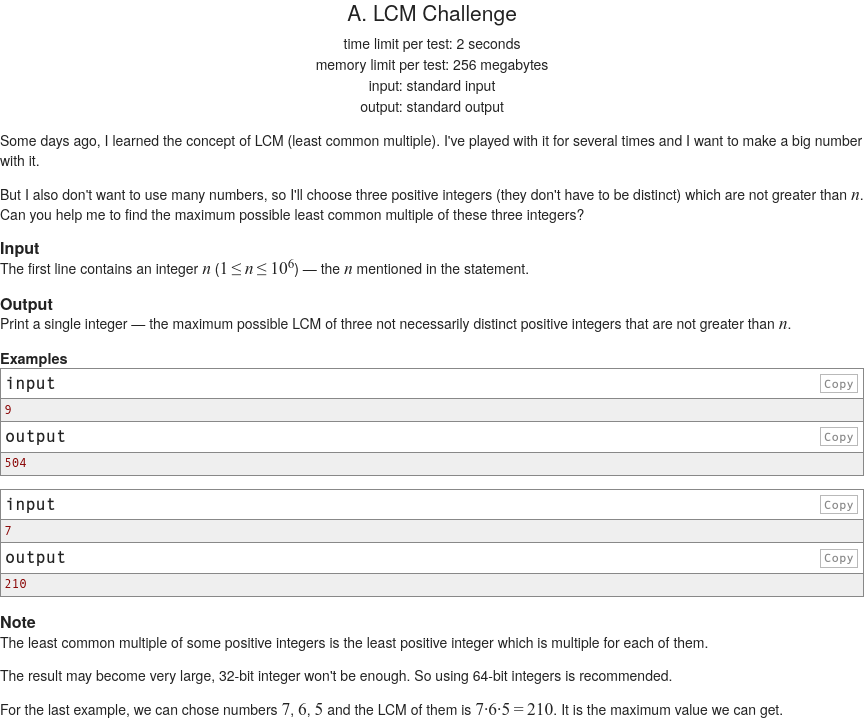 A. LCM Challenge
time limit per test: 2 seconds
memory limit per test: 256 megabytes
input: standard input
output: standard output
Some days ago, I learned the concept of LCM (least common multiple). I've played with it for several times and I want to make a big number
with it.
But I also don't want to use many numbers, so I'll choose three positive integers (they don't have to be distinct) which are not greater than n.
Can you help me to find the maximum possible least common multiple of these three integers?
Input
The first line contains an integer n (1 ≤ n ≤ 10⁶) — the n mentioned in the statement.
Output
Print a single integer — the maximum possible LCM of three not necessarily distinct positive integers that are not greater than n.
Examples
input Copy
9
output Copy
504
input Copy
7
output Copy
210
Note
The least common multiple of some positive integers is the least positive integer which is multiple for each of them.
The result may become very large, 32-bit integer won't be enough. So using 64-bit integers is recommended.
For the last example, we can chose numbers 7, 6, 5 and the LCM of them is 7·6·5 = 210. It is the maximum value we can get.